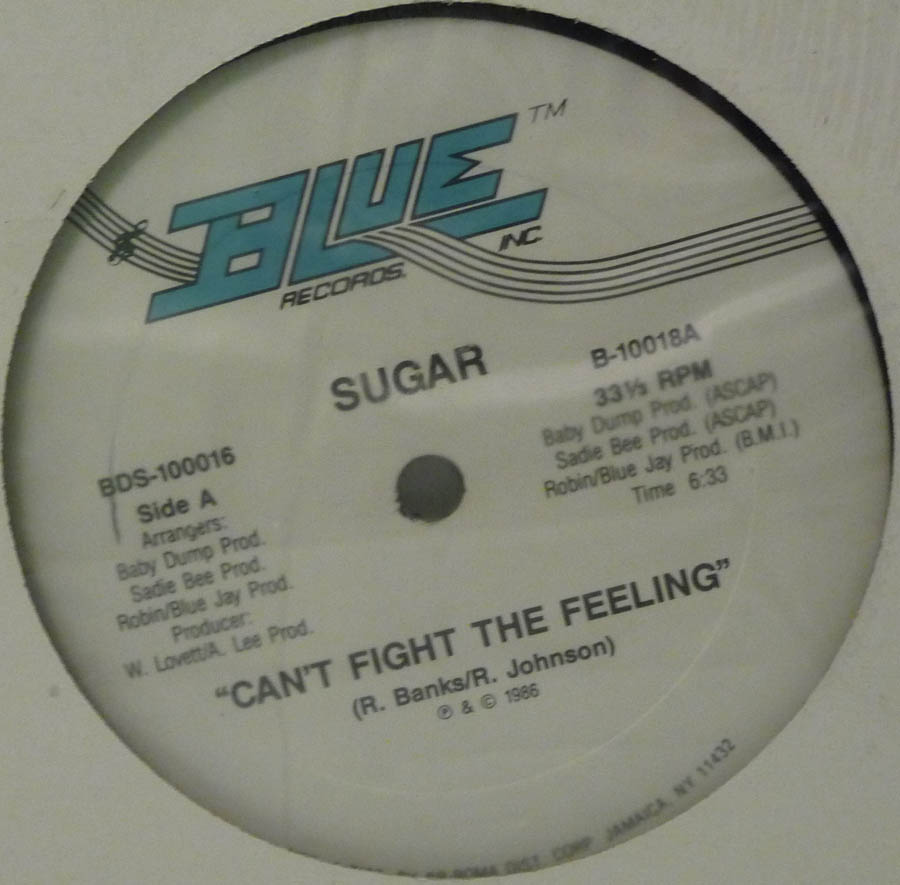 BLUE TM
RECORDS. INC.
SUGAR
B-10018A
33⅓ RPM
Baby Dump Prod. (ASCAP)
Sadie Bee Prod. (ASCAP)
Robin/Blue Jay Prod. (B.M.I.)
Time 6:33
BDS-100016
Side A
Arrangers:
Baby Dump Prod.
Sadie Bee Prod.
Robin/Blue Jay Prod.
Producer:
W. Lovett/A. Lee Prod.
"CAN'T FIGHT THE FEELING"
(R. Banks/R. Johnson)
℗ & © 1986
DIST. CORP. JAMAICA, NY 11432